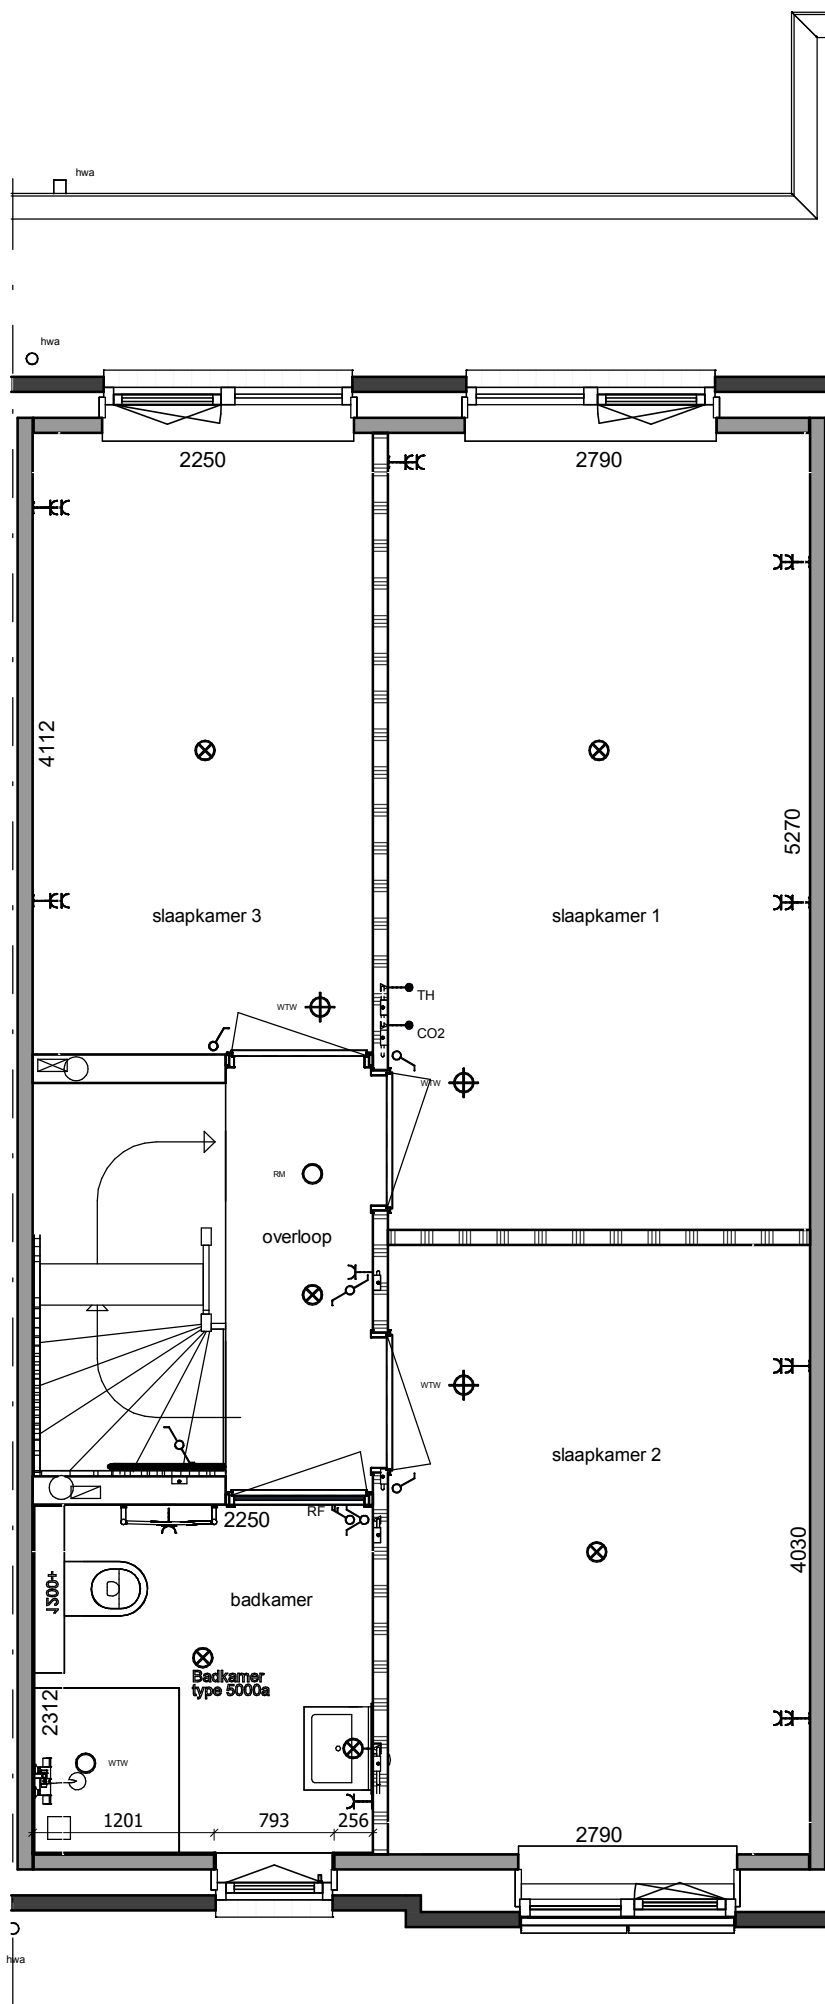 hwa
hwa
2250
2790
4112
5270
slaapkamer 3
slaapkamer 1
TH
WTW
CO2
WTW
RM
overloop
WTW
slaapkamer 2
RF
2250
4030
+1200
badkamer
Badkamer
type 5000a
2312
WTW
1201
793
256
2790
hwa